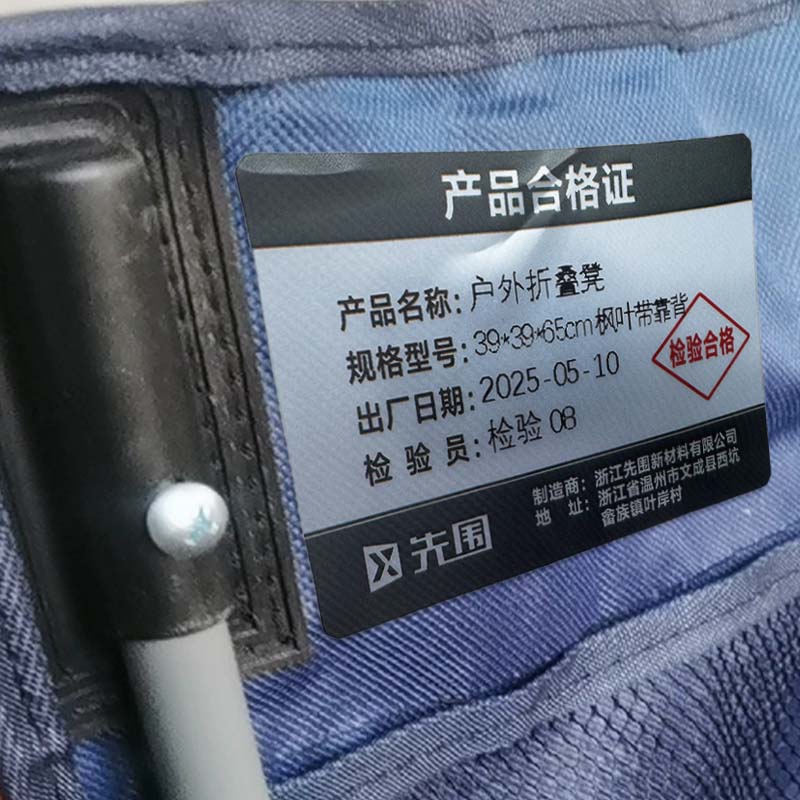 产品合格证
产品名称：户外折叠凳
规格型号：39*39*65cm枫叶带靠背
出厂日期：2025-05-10
检 验 员：检验 08
检验合格
先围
制造商：浙江先围新材料有限公司
地 址：浙江省温州市文成县西坑
畲族镇叶岸村